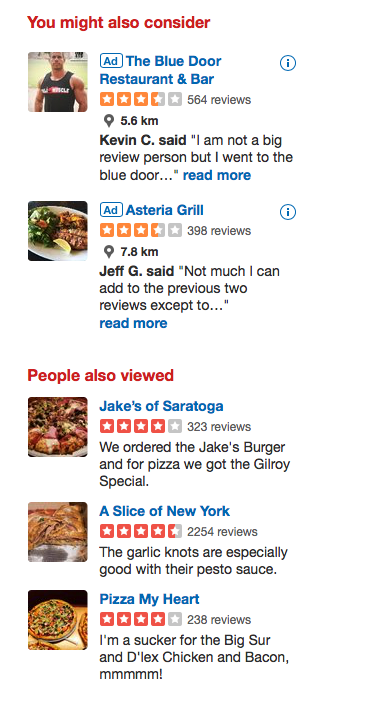 You might also consider
Ad The Blue Door
Restaurant & Bar
564 reviews
5.6 km
Kevin C. said "I am not a big
review person but I went to the
blue door…" read more
Ad Asteria Grill
398 reviews
7.8 km
Jeff G. said "Not much I can
add to the previous two
reviews except to…"
read more
People also viewed
Jake's of Saratoga
323 reviews
We ordered the Jake's Burger
and for pizza we got the Gilroy
Special.
A Slice of New York
2254 reviews
The garlic knots are especially
good with their pesto sauce.
Pizza My Heart
238 reviews
I'm a sucker for the Big Sur
and D'lex Chicken and Bacon,
mmmmm!